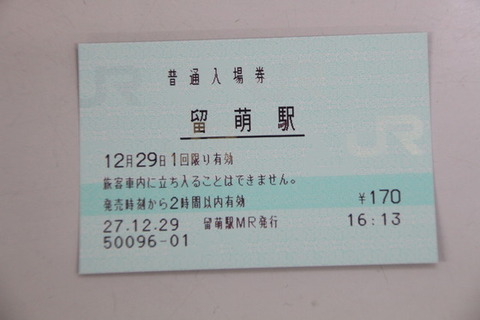 普通入場券
留萌駅
12月29日1回限り有効
旅客車内に立ち入ることはできません。
発売時刻から2時間以内有効 ¥170
27.12.29 留萌駅MR発行 16:13
50096-01
JR
JR